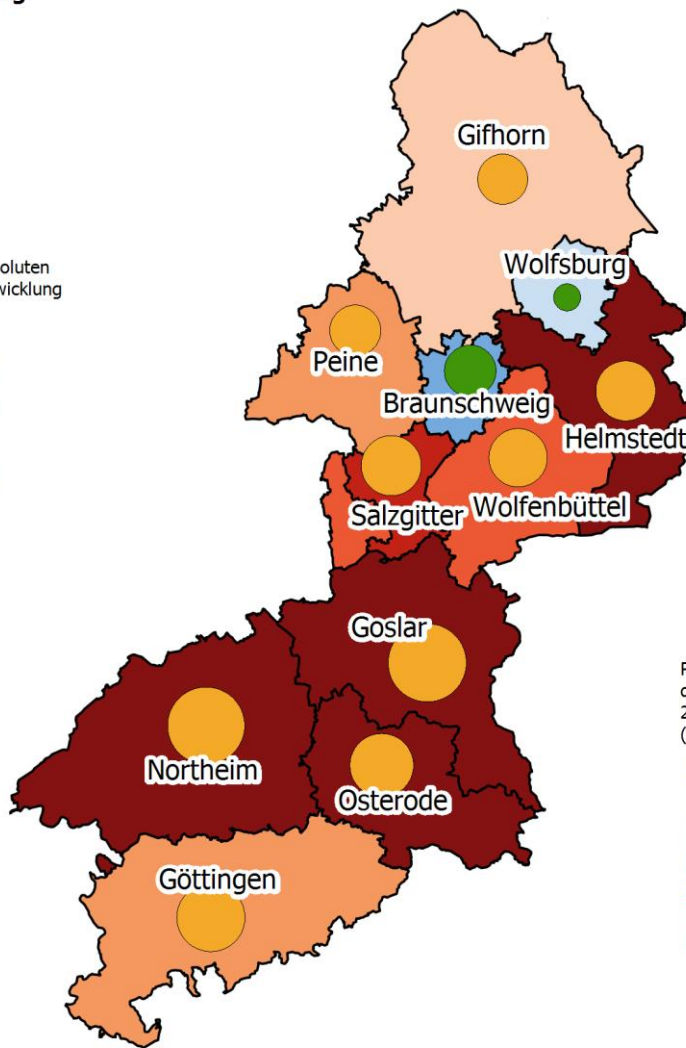 Gifhorn
Wolfsburg
Peine
Braunschweig
Helmstedt
Salzgitter
Wolfenbüttel
Goslar
Northeim
Osterode
Göttingen
oluten
wicklung